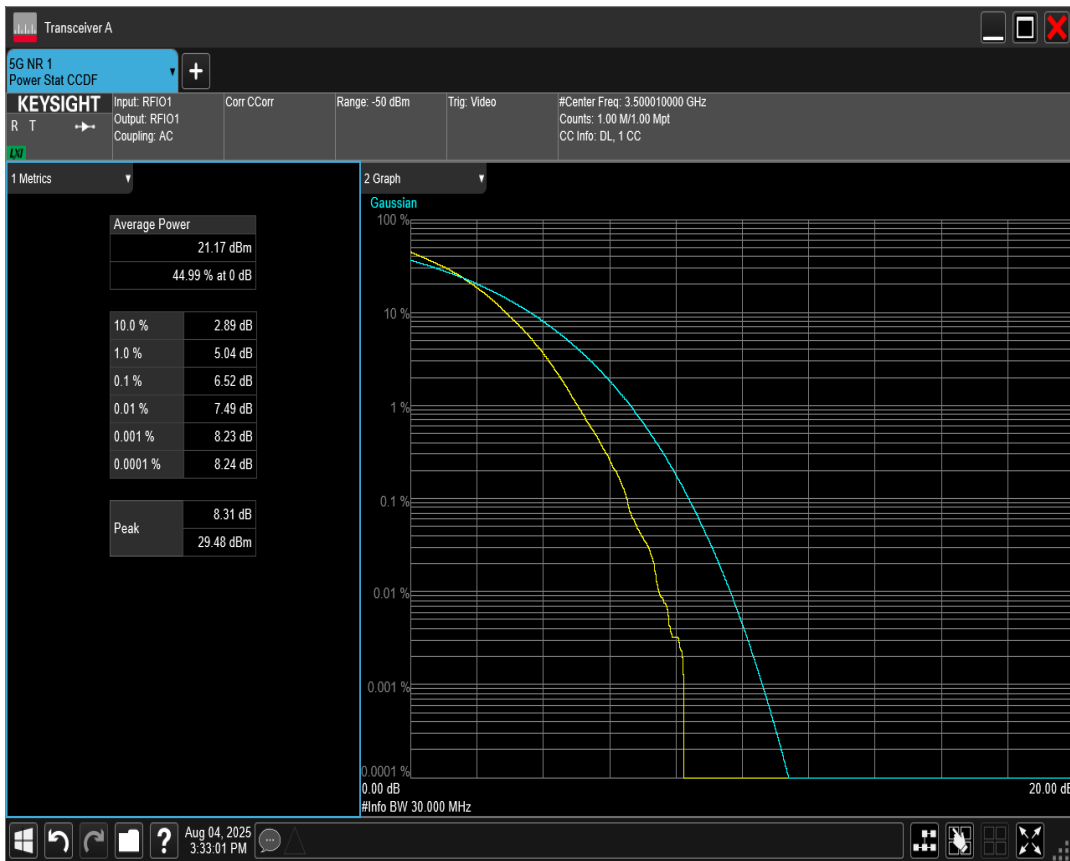 Transceiver A
5G NR 1
Power Stat CCDF
KEYSIGHT
R T
LXI
Input: RFIO1
Output: RFIO1
Coupling: AC
Corr CCorr
Range: -50 dBm
Trig: Video
#Center Freq: 3.500010000 GHz
Counts: 1.00 M/1.00 Mpt
CC Info: DL, 1 CC
1 Metrics
Average Power
21.17 dBm
44.99 % at 0 dB
10.0 % 2.89 dB
1.0 % 5.04 dB
0.1 % 6.52 dB
0.01 % 7.49 dB
0.001 % 8.23 dB
0.0001 % 8.24 dB
Peak
8.31 dB
29.48 dBm
2 Graph
Gaussian
100 %
10 %
1 %
0.1 %
0.01 %
0.001 %
0.0001 %
0.00 dB 20.00 dB
#Info BW 30.000 MHz
?
Aug 04, 2025
3:33:01 PM